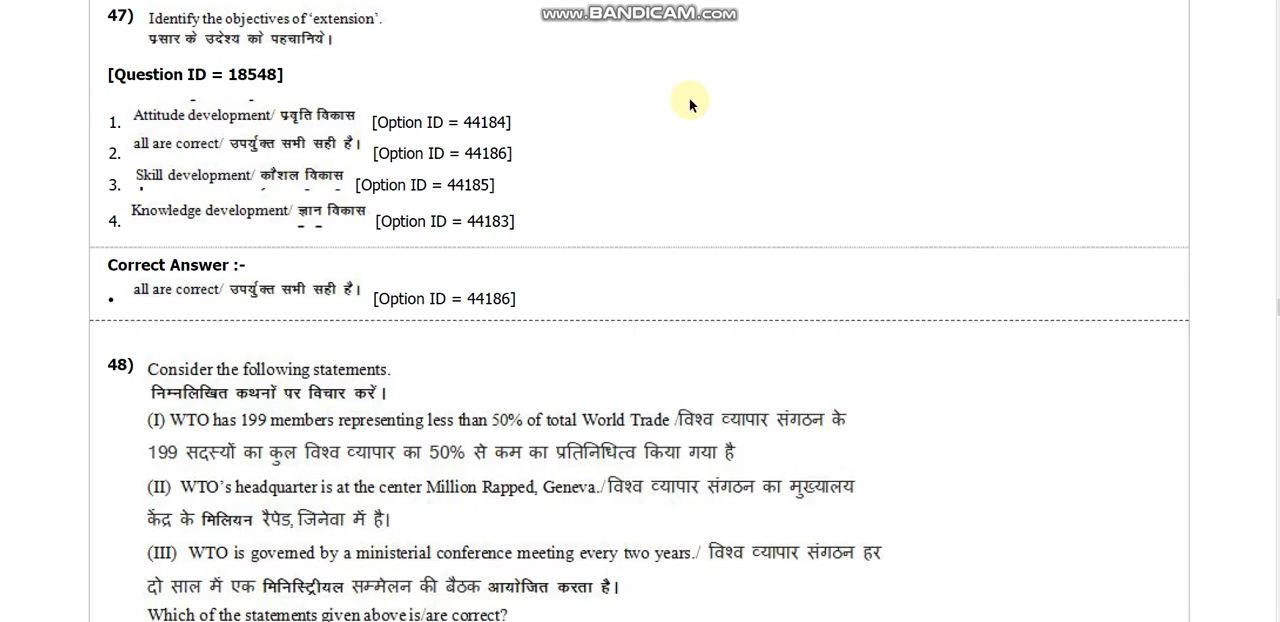 www.BANDICAM.com
47) Identify the objectives of ‘extension’.
प्रसार के उदेश्य को पहचानिये।
[Question ID = 18548]
1. Attitude development/ प्रवृति विकास [Option ID = 44184]
2. all are correct/ उपर्युक्त सभी सही है। [Option ID = 44186]
3. Skill development/ कौशल विकास [Option ID = 44185]
4. Knowledge development/ ज्ञान विकास [Option ID = 44183]
Correct Answer :-
• all are correct/ उपर्युक्त सभी सही है। [Option ID = 44186]
48) Consider the following statements.
निम्नलिखित कथनों पर विचार करें।
(I) WTO has 199 members representing less than 50% of total World Trade /विश्व व्यापार संगठन के
199 सदस्यों का कुल विश्व व्यापार का 50% से कम का प्रतिनिधित्व किया गया है
(II) WTO’s headquarter is at the center Million Rapped, Geneva./विश्व व्यापार संगठन का मुख्यालय
केंद्र के मिलियन रैपेड, जिनेवा में है।
(III) WTO is governed by a ministerial conference meeting every two years./ विश्व व्यापार संगठन हर
दो साल में एक मिनिस्ट्रियल सम्मेलन की बैठक आयोजित करता है।
Which of the statements given above is/are correct?